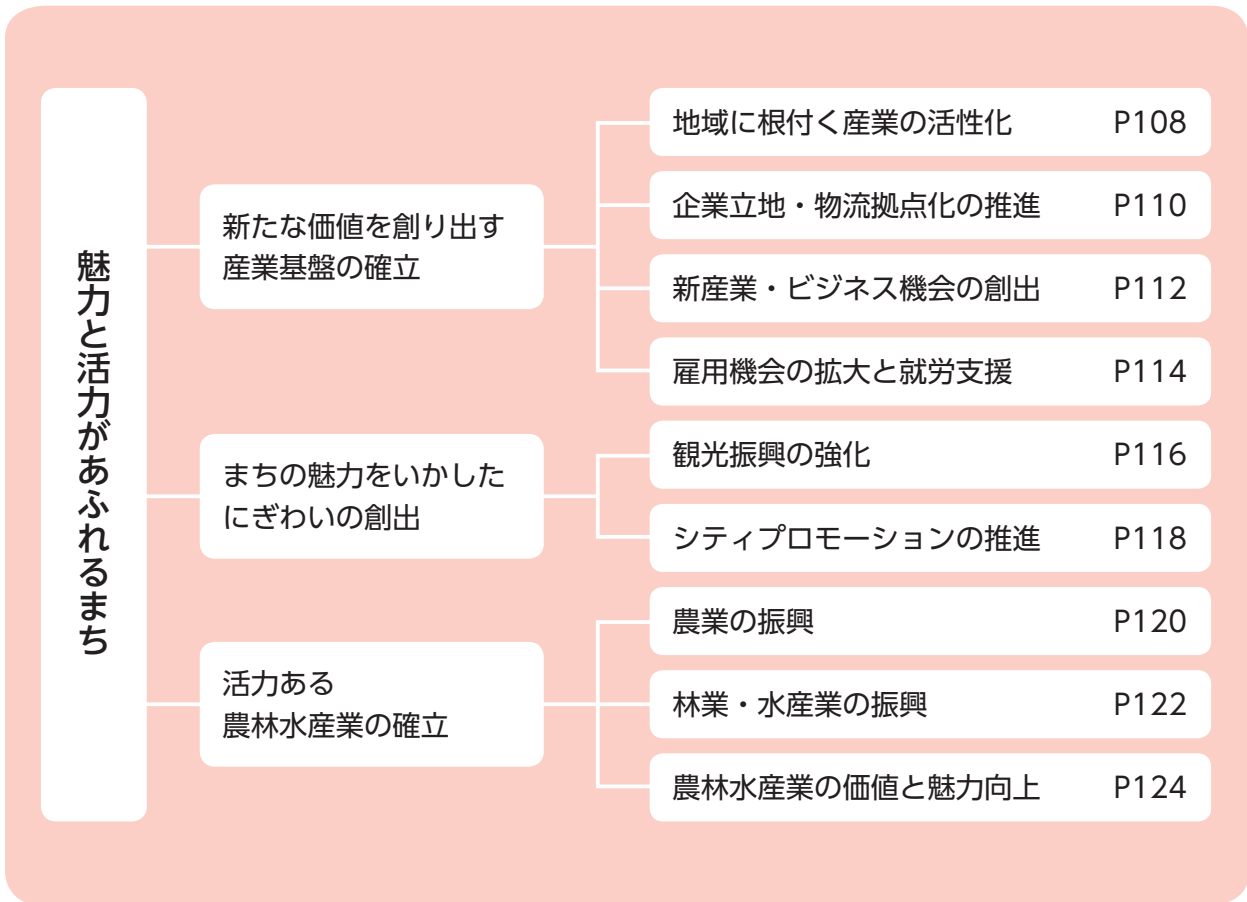 魅力と活力があふれるまち
新たな価値を創り出す
産業基盤の確立
地域に根付く産業の活性化 P108
企業立地・物流拠点化の推進 P110
新産業・ビジネス機会の創出 P112
雇用機会の拡大と就労支援 P114
まちの魅力をいかした
にぎわいの創出
観光振興の強化 P116
シティプロモーションの推進 P118
活力ある
農林水産業の確立
農業の振興 P120
林業・水産業の振興 P122
農林水産業の価値と魅力向上 P124